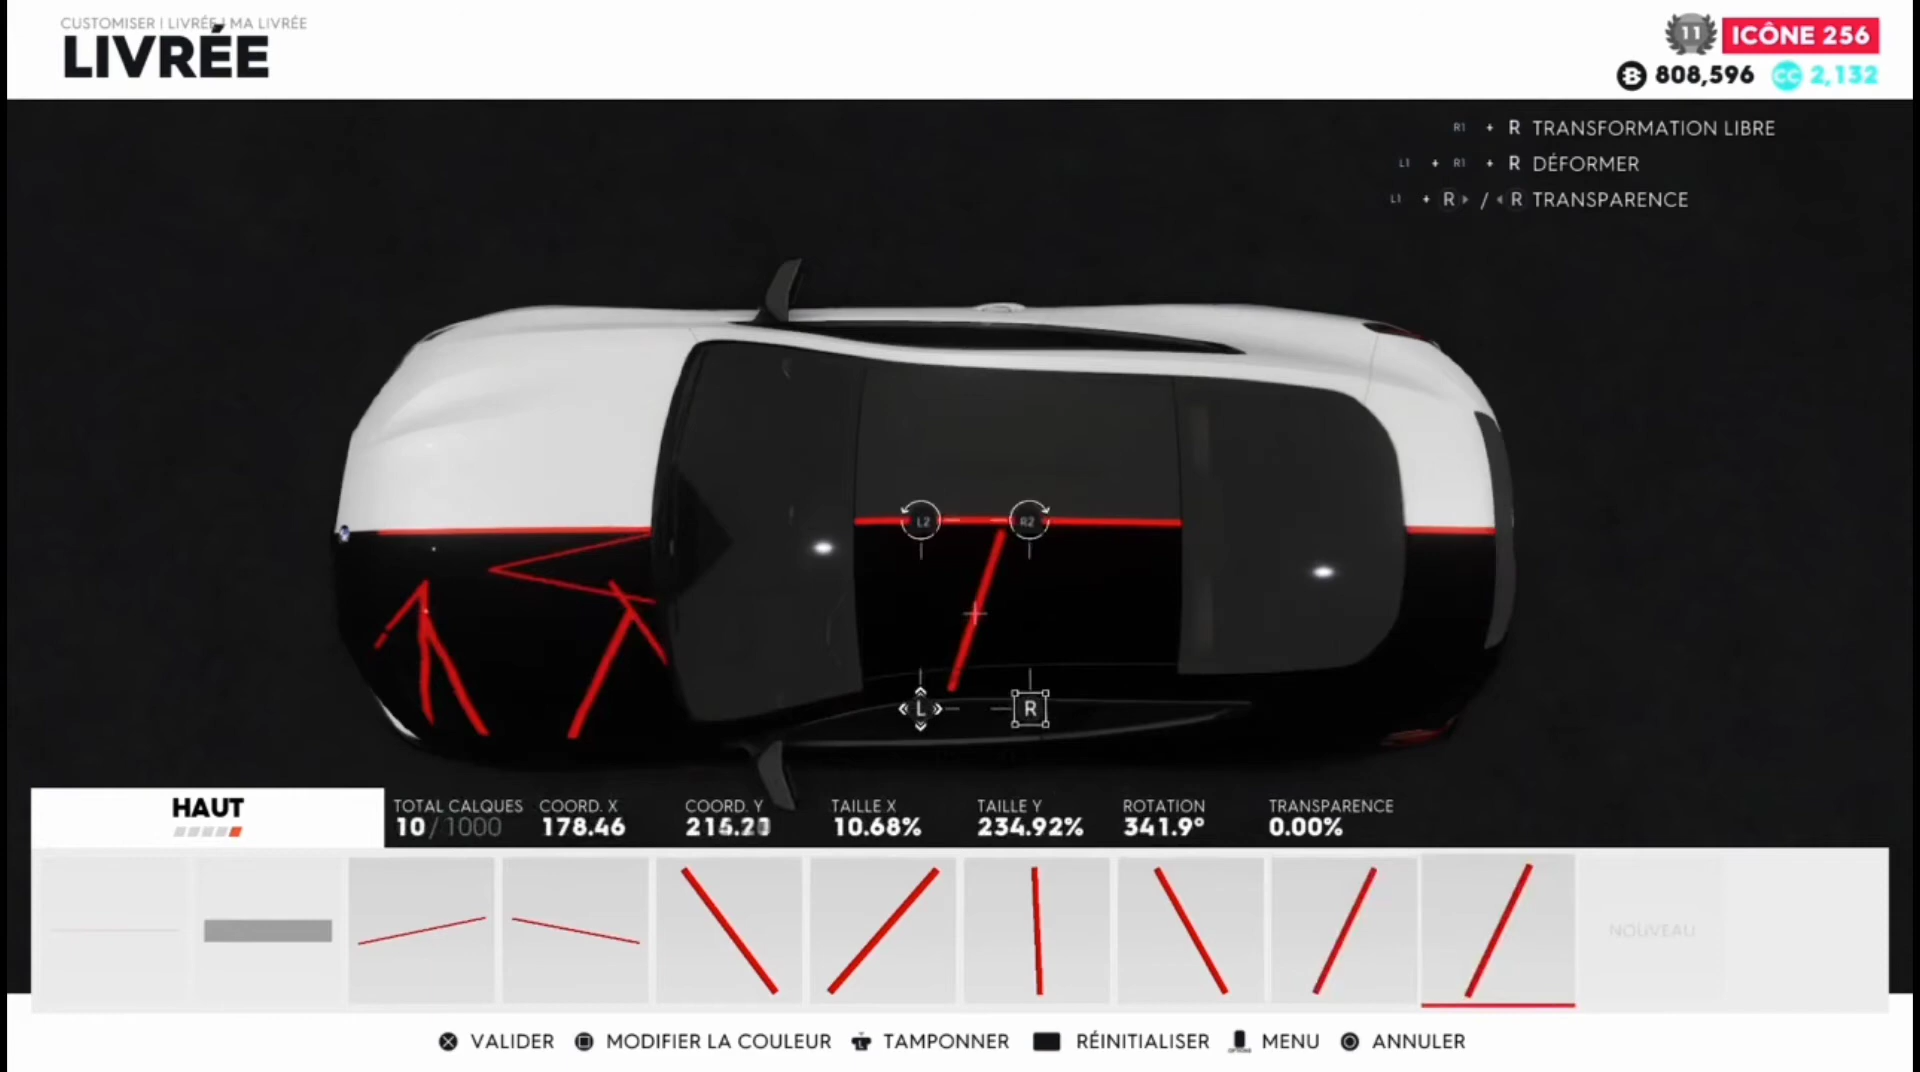 CUSTOMISER | LIVRÉE | MA LIVRÉE
LIVRÉE
11 ICÔNE 256
808,596 CC 2,132
R1 + R TRANSFORMATION LIBRE
L1 + R1 + R DÉFORMER
L1 + R / R TRANSPARENCE
L2 R2
L R
HAUT
TOTAL CALQUES COORD. X COORD. Y TAILLE X TAILLE Y ROTATION TRANSPARENCE
10 / 1000 178.46 10.68% 234.92% 341.9° 0.00%
NOUVEAU
VALIDER MODIFIER LA COULEUR L TAMPONNER RÉINITIALISER OPTIONS MENU ANNULER